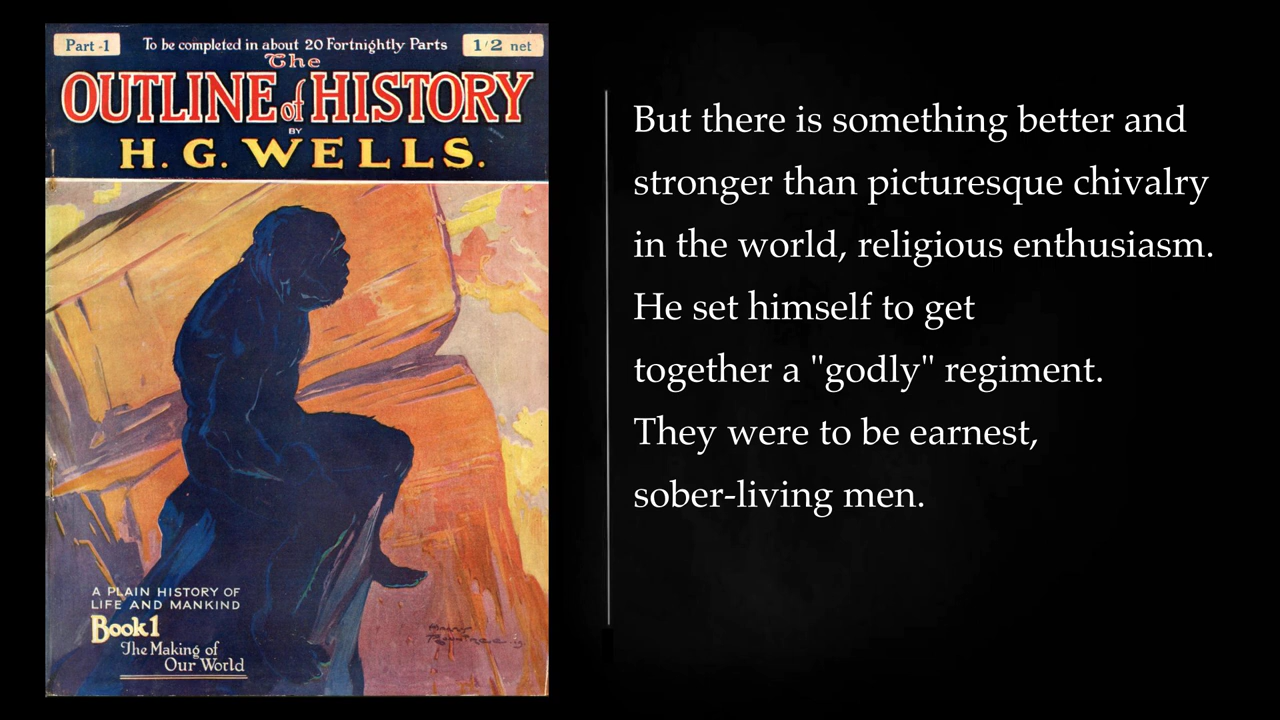 Part -1
To be completed in about 20 Fortnightly Parts
1/2 net
The
OUTLINE of HISTORY
BY
H. G. WELLS.
A PLAIN HISTORY OF
LIFE AND MANKIND
Book 1
The Making of
Our World
But there is something better and
stronger than picturesque chivalry
in the world, religious enthusiasm.
He set himself to get
together a "godly" regiment.
They were to be earnest,
sober-living men.